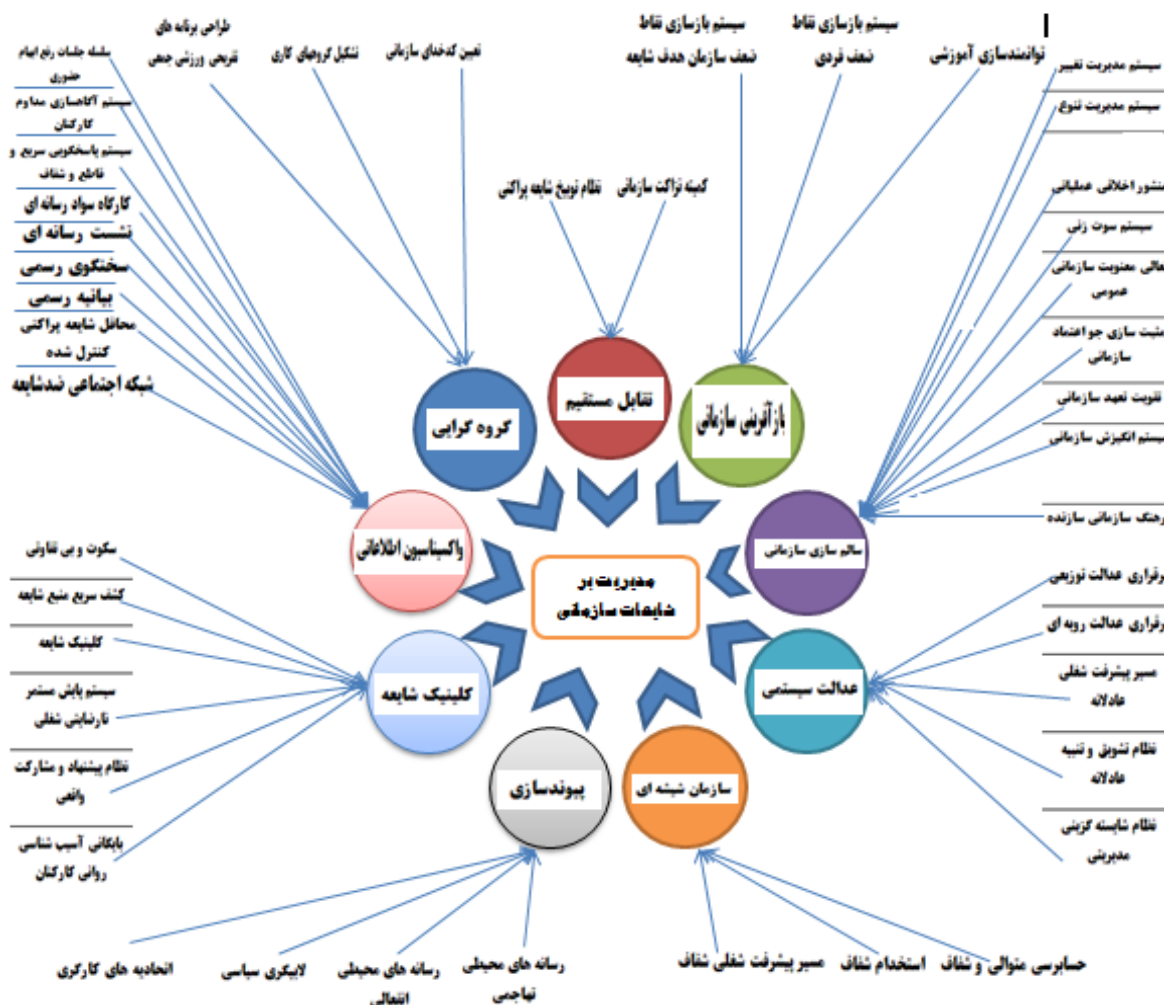 طراحی برنامه های
تفریحی ورزشی جمعی
تشکیل گروههای کاری
تعیین کدخدای سازمانی
سیستم بازسازی نقاط
ضعف سازمان هدف شایعه
سیستم بازسازی نقاط
ضعف فردی
توانمندسازی آموزشی
نظام توبیخ شایعه پراکنی
کمیته نزاکت سازمانی
سلسله جلسات رفع ابهام
حضوری
سیستم آگاهسازی مداوم
کارکنان
سیستم پاسخگویی سریع و
قاطع و شفاف
کارگاه سواد رسانه ای
نشست رسانه ای
سخنگوی رسمی
بیانیه رسمی
محافل شایعه پراکنی
کنترل شده
شبکه اجتماعی ضدشایعه
سیستم مدیریت تغییر
سیستم مدیریت تنوع
منشور اخلاقی عملیاتی
سیستم سوت زنی
تعالی معنویت سازمانی
عمومی
مثبت سازی جو اعتماد
سازمانی
تقویت تعهد سازمانی
سیستم انگیزش سازمانی
فرهنگ سازمانی سازنده
گروه گرایی
تقابل مستقیم
بازآفرینی سازمانی
واکسیناسیون اطلاعاتی
سالم سازی سازمانی
مدیریت بر
شایعات سازمانی
کلینیک شایعه
عدالت سیستمی
پیوندسازی
سازمان شیشه ای
سکوت و بی تفاوتی
کشف سریع منبع شایعه
کلینیک شایعه
سیستم پایش مستمر
نارضایتی شغلی
نظام پیشنهاد و مشارکت
واقعی
بایگانی آسیب شناسی
روانی کارکنان
برقراری عدالت توزیعی
برقراری عدالت رویه ای
مسیر پیشرفت شغلی
عادلانه
نظام تشویق و تنبیه
عادلانه
نظام شایسته گزینی
مدیریتی
اتحادیه های کارگری
لابیگری سیاسی
رسانه های محیطی
انفعالی
رسانه های محیطی
تهاجمی
مسیر پیشرفت شغلی شفاف
استخدام شفاف
حسابرسی متوالی و شفاف